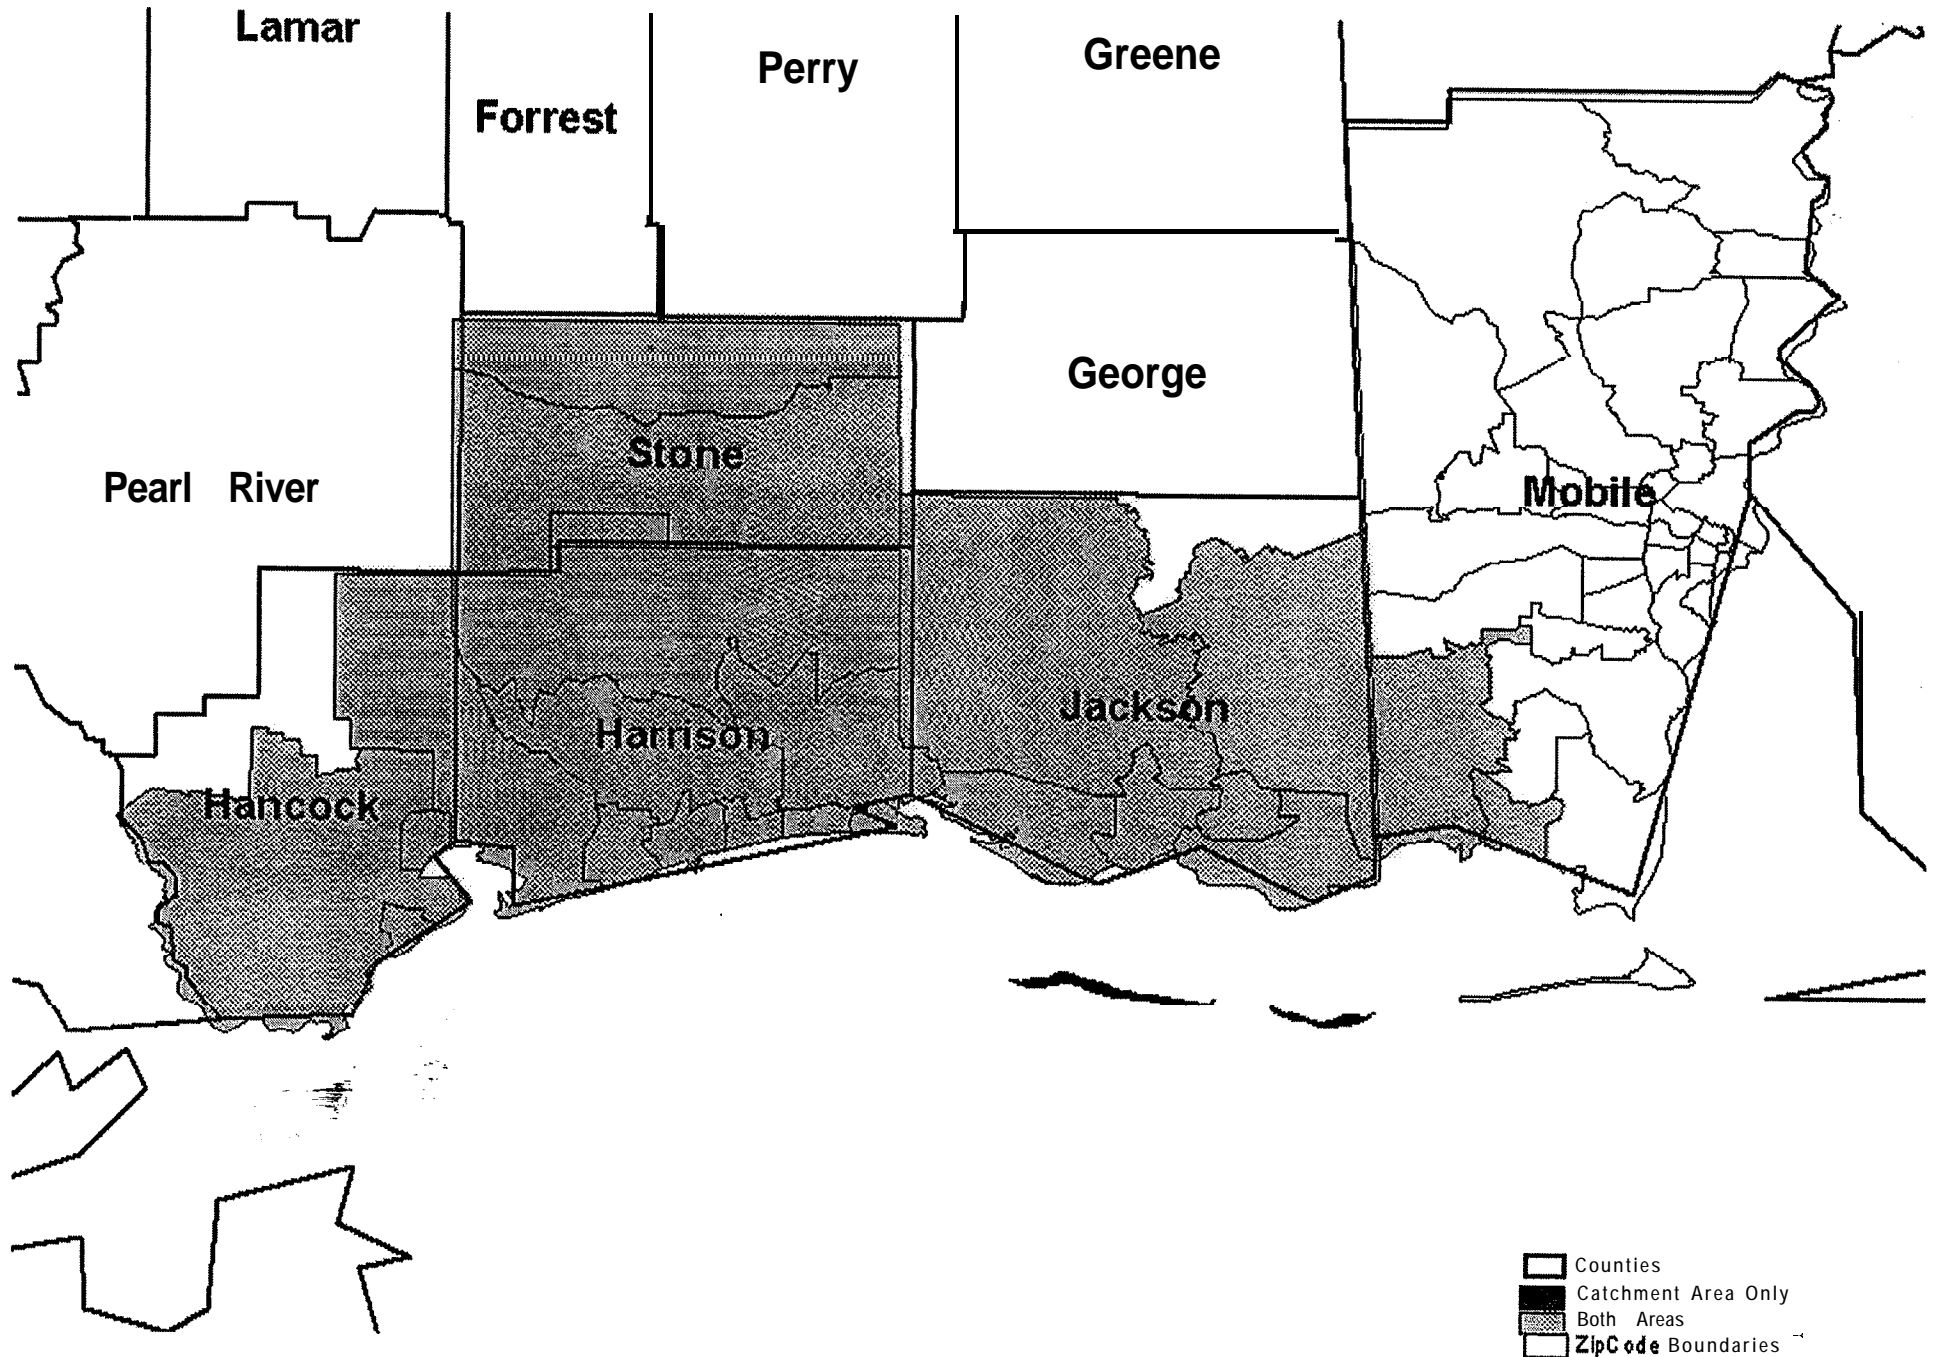 Lamar
Greene
Perry
Forrest
George
Stone
Pearl River
Mobile
Jackson
Harrison
Hancock
Counties
Catchment Area Only
Both Areas
ZipCode Boundaries